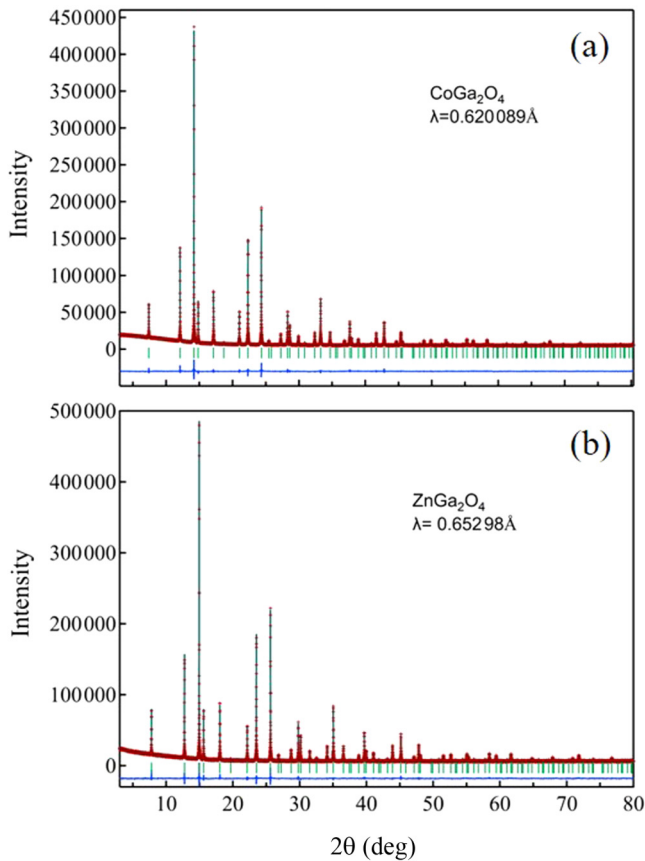 450000
(a)
400000
350000
CoGa₂O₄
λ=0.620089Å
300000
250000
Intensity
200000
150000
100000
50000
0
500000
(b)
400000
ZnGa₂O₄
λ= 0.65298Å
300000
Intensity
200000
100000
0
10 20 30 40 50 60 70 80
2θ (deg)